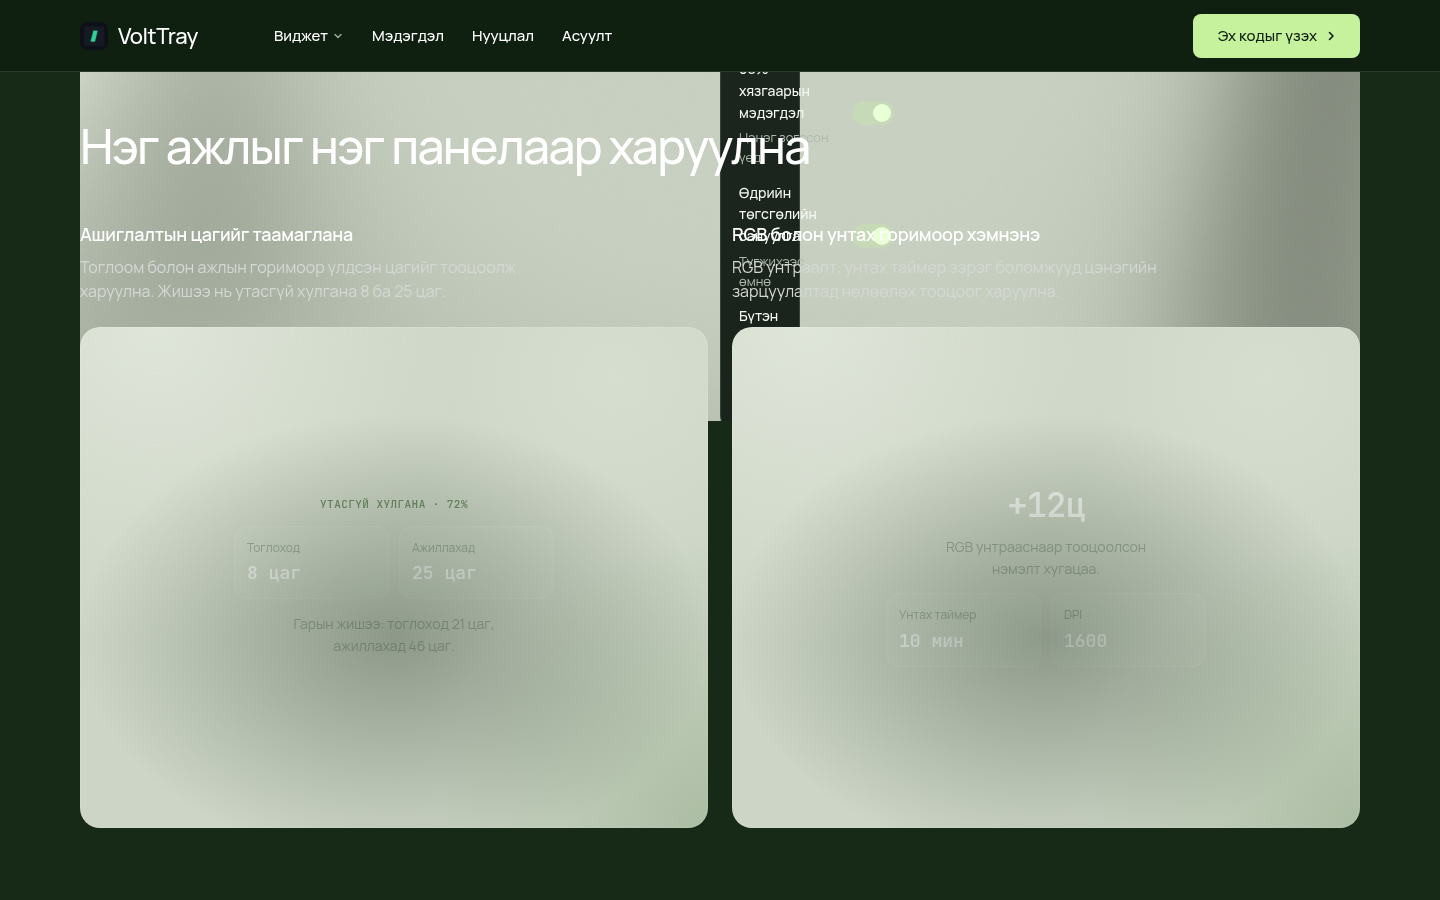 VoltTray
Виджет
Мэдэгдэл
Нууцлал
Асуулт
Эх кодыг үзэх
хязгаарын
мэдэгдэл
Нэг ажлыг нэг панелаар харуулна
үед
Өдрийн
төгсгөлийн
Ашиглалтын цагийг таамаглана
RGB болон унтах горимоор хэмнэнэ
Тоглоом болон ажлын горимоор үлдсэн цагийг тооцоолж
харуулна. Жишээ нь утасгүй хулгана 8 ба 25 цаг.
RGB унтраалт, унтах таймер зэрэг боломжууд цэнэгийн
зарцуулалтад нөлөөлөх тооцоог харуулна.
өмнө
Бүтэн
УТАСГҮЙ ХУЛГАНА · 72%
Тоглоход
8 цаг
Ажиллахад
25 цаг
Гарын жишээ: тоглоход 21 цаг,
ажиллахад 46 цаг.
+12ц
RGB унтрааснаар тооцоолсон
нэмэлт хугацаа.
Унтах таймер
10 мин
DPI
1600